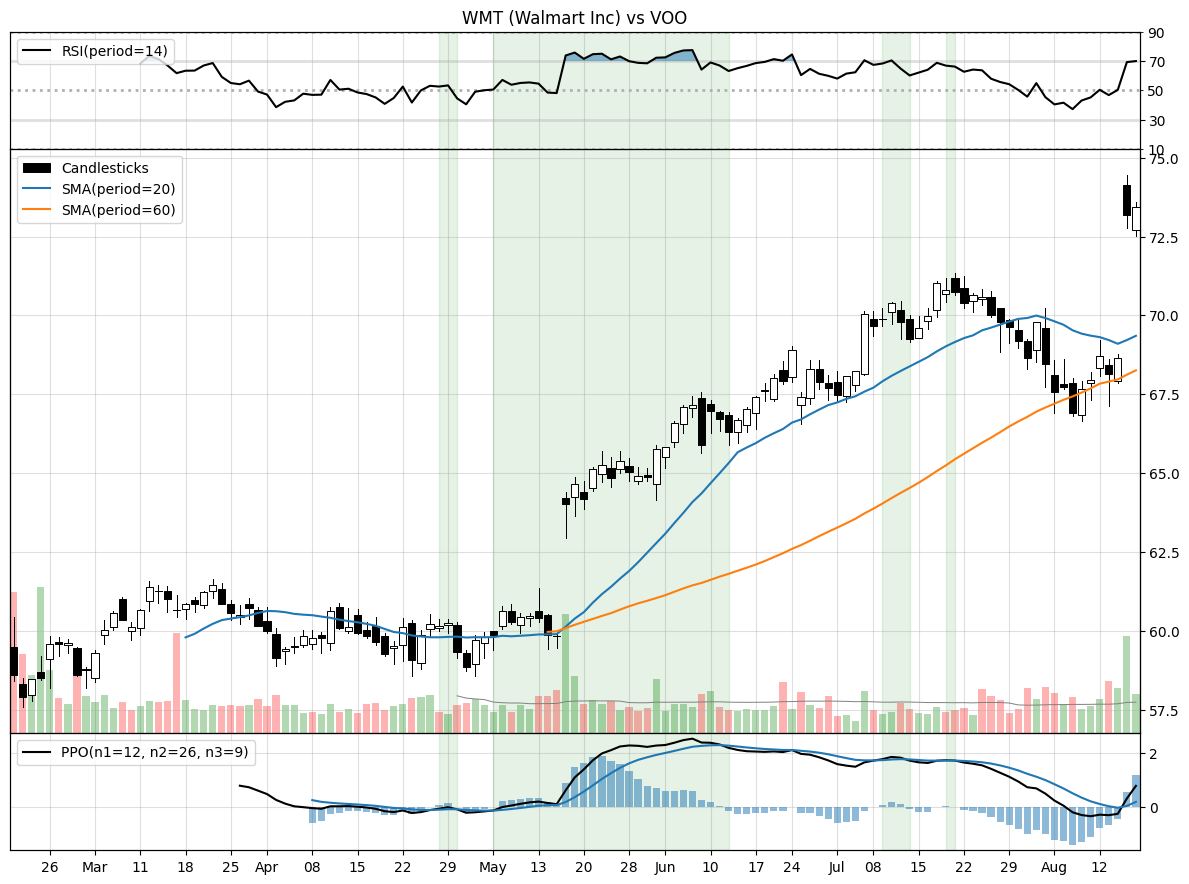 WMT (Walmart Inc) vs VOO
RSI(period=14)
90
70
50
30
10
Candlesticks
SMA(period=20)
SMA(period=60)
75.0
72.5
70.0
67.5
65.0
62.5
60.0
57.5
PPO(n1=12, n2=26, n3=9)
2
0
26 Mar 11 18 25 Apr 08 15 22 29 May 13 20 28 Jun 10 17 24 Jul 08 15 22 29 Aug 12